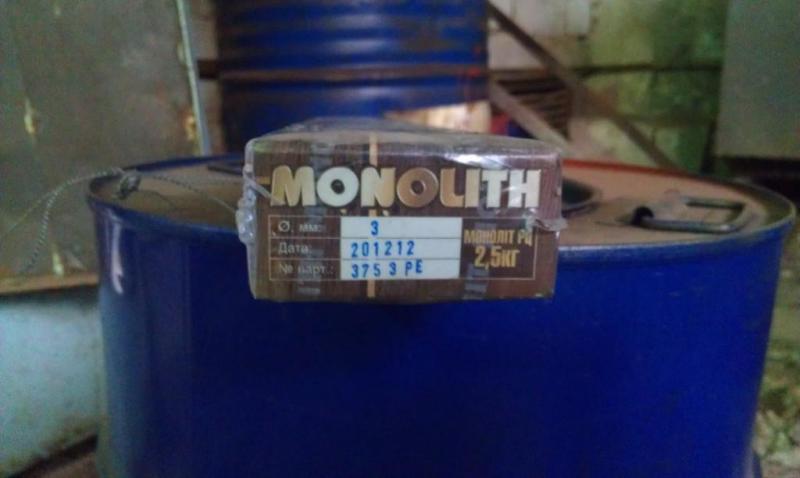 MONOLITH
Ø, мм: 3
Дата: 201212
№ парт.: 375 3 PE
МОНОЛІТ РЦ
2,5КГ